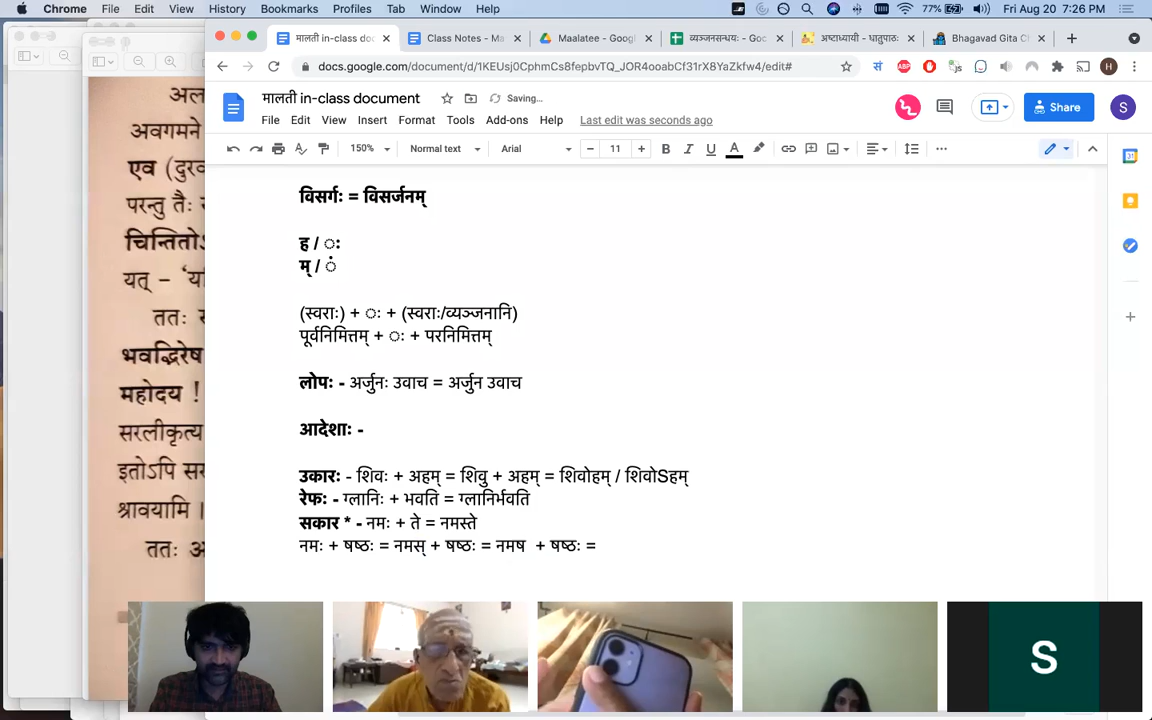 Chrome File Edit View History Bookmarks Profiles Tab Window Help 77% Fri Aug 20 7:26 PM
मालती in-class doc Class Notes - Ma Maalatee - Googl व्यञ्जनसन्धयः - Goo अष्टाध्यायी - धातुपाठः Bhagavad Gita Ch
docs.google.com/document/d/1KEUsj0CphmCs8fepbvTQ_JOR4ooabCf31rX8YaZkfw4/edit#
मालती in-class document Saving... Share
File Edit View Insert Format Tools Add-ons Help Last edit was seconds ago
150% Normal text Arial 11
अल
अवगमने
एव (दुरव
परन्तु तैः
चिन्तितोऽ
यत् – ‘यां
ततः
भवद्भिरेष
महोदय !
सरलीकृत्य
इतोऽपि सर
श्रावयामि ।
ततः अ
विसर्गः = विसर्जनम्
ह / ः
म् / ं
(स्वराः) + ः + (स्वराः/व्यञ्जनानि)
पूर्वनिमित्तम् + ः + परनिमित्तम्
लोपः - अर्जुनः उवाच = अर्जुन उवाच
आदेशाः -
उकारः - शिवः + अहम् = शिवु + अहम् = शिवोहम् / शिवोSहम्
रेफः - ग्लानिः + भवति = ग्लानिर्भवति
सकार * - नमः + ते = नमस्ते
नमः + षष्ठः = नमस् + षष्ठः = नमष + षष्ठः =
S